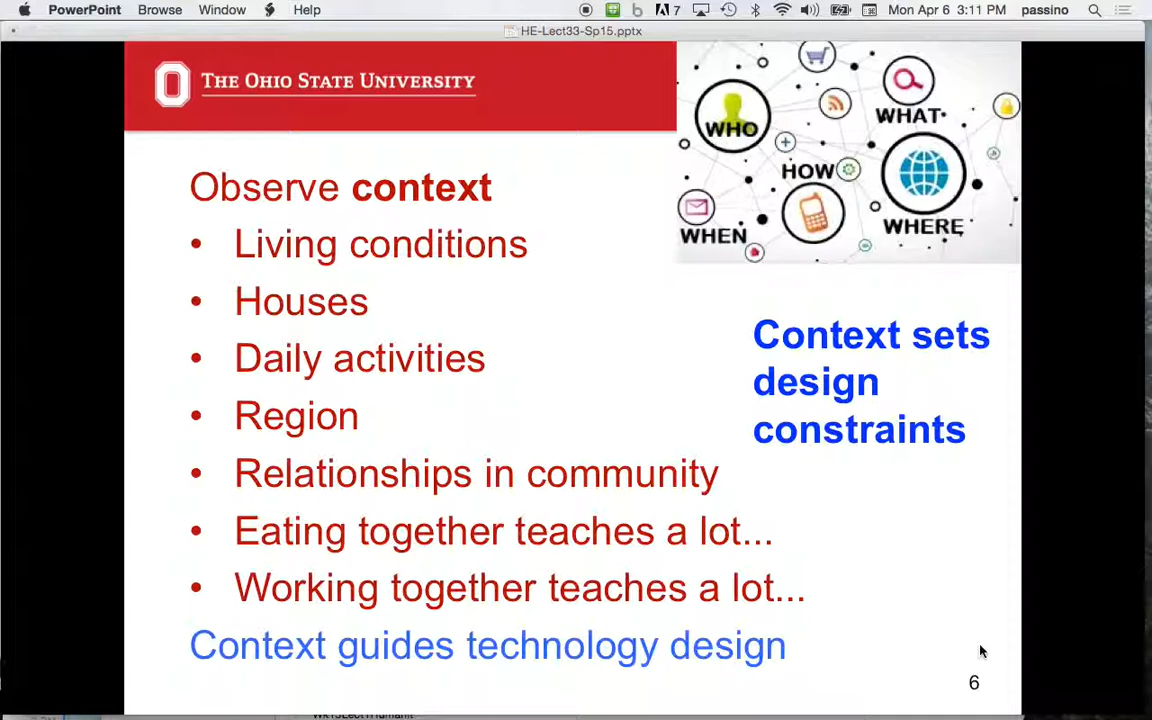 PowerPoint Browse Window Help 7 Mon Apr 6 3:11 PM passino
HE-Lect33-Sp15.pptx
THE OHIO STATE UNIVERSITY
WHO
WHAT
HOW
WHEN
WHERE
Observe context
• Living conditions
• Houses
• Daily activities
• Region
• Relationships in community
• Eating together teaches a lot...
• Working together teaches a lot...
Context guides technology design
Context sets
design
constraints
6